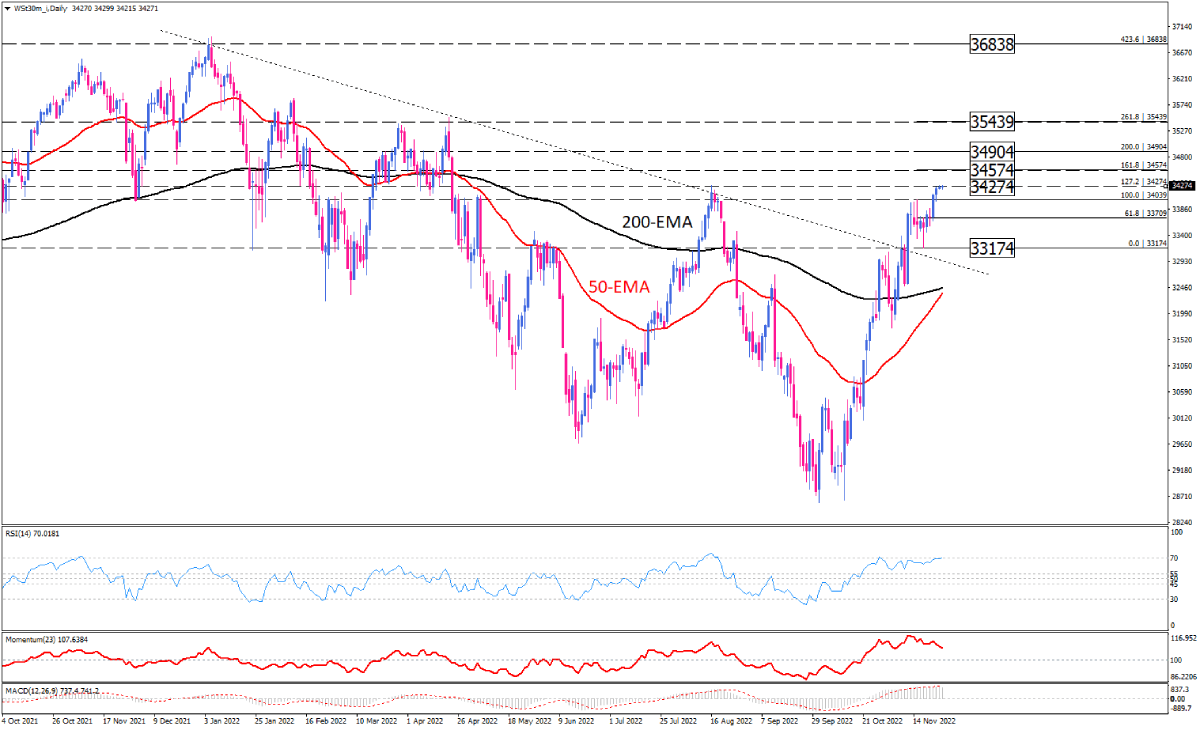 WSt30m_i,Daily 34270 34299 34215 34271
37140
423.6 | 36838
36838
36670
36210
35740
261.8 | 35439
35439
35270
200.0 | 34904
34904
34800
161.8 | 34574
34574
127.2 | 34274
34274
34274
100.0 | 34039
33860
61.8 | 33709
200-EMA
33400
0.0 | 33174
33174
32930
50-EMA
32460
31990
31520
31050
30590
30120
29650
29180
28710
28240
RSI(14) 70.0181
100
70
55
50
45
30
0
Momentum(23) 107.6384
116.952
100
86.2206
MACD(12,26,9) 737.4,741.2
837.3
0.00
-889.7
4 Oct 2021 26 Oct 2021 17 Nov 2021 9 Dec 2021 3 Jan 2022 25 Jan 2022 16 Feb 2022 10 Mar 2022 1 Apr 2022 26 Apr 2022 18 May 2022 9 Jun 2022 1 Jul 2022 25 Jul 2022 16 Aug 2022 7 Sep 2022 29 Sep 2022 21 Oct 2022 14 Nov 2022